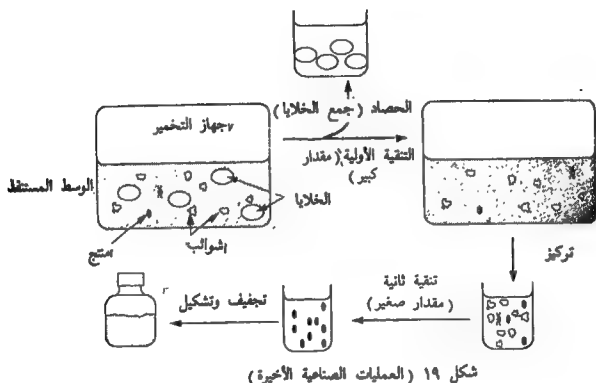 الحصاد (جمع الخلايا)
جهاز التخمير
التنقية الأولية (مقدار
كبير)
الوسط المستنفذ
الخلايا
شوائب
منتج
تركيز
تنقية ثانية
(مقدار صغير)
تجفيف وتشكيل
شكل ١٩ (العمليات الصناعية الأخيرة)